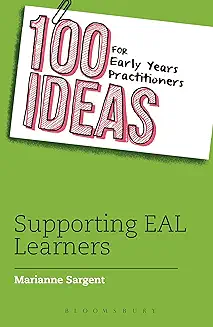 100
FOR
Early Years
Practitioners
IDEAS
Supporting EAL
Learners
Marianne Sargent
BLOOMSBURY